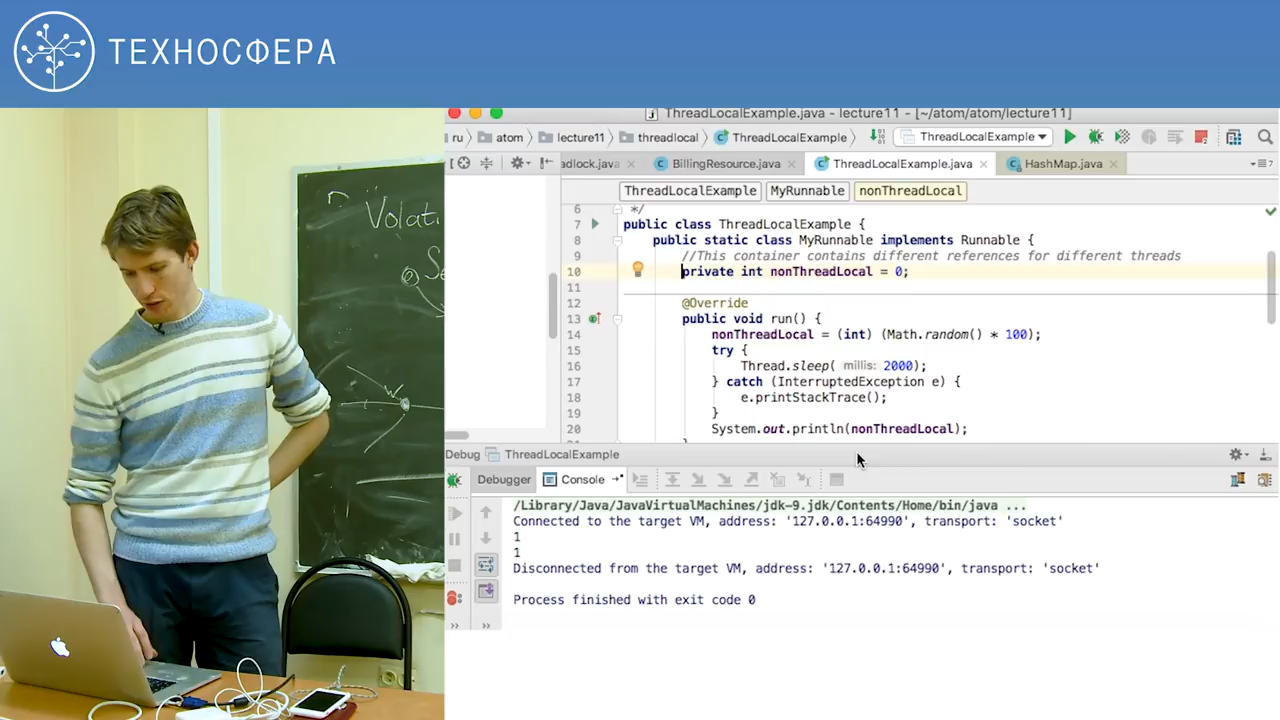 ТЕХНОСФЕРА
Volati
ThreadLocalExample.java - lecture11 - [~/atom/atom/lecture11]
ru atom lecture11 threadlocal ThreadLocalExample ThreadLocalExample
adlock.java BillingResource.java ThreadLocalExample.java HashMap.java
ThreadLocalExample MyRunnable nonThreadLocal
6 */
7 public class ThreadLocalExample {
8 public static class MyRunnable implements Runnable {
9 //This container contains different references for different threads
10 private int nonThreadLocal = 0;
11
12 @Override
13 public void run() {
14 nonThreadLocal = (int) (Math.random() * 100);
15 try {
16 Thread.sleep( millis: 2000);
17 } catch (InterruptedException e) {
18 e.printStackTrace();
19 }
20 System.out.println(nonThreadLocal);
Debug ThreadLocalExample
Debugger Console
/Library/Java/JavaVirtualMachines/jdk-9.jdk/Contents/Home/bin/java ...
Connected to the target VM, address: '127.0.0.1:64990', transport: 'socket'
1
1
Disconnected from the target VM, address: '127.0.0.1:64990', transport: 'socket'
Process finished with exit code 0